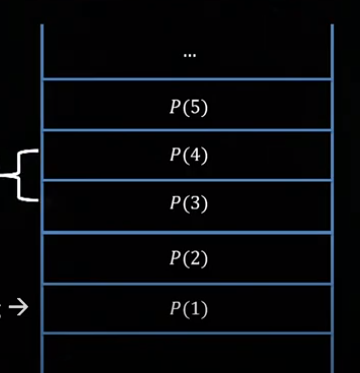 ...
P(5)
P(4)
P(3)
P(2)
→ P(1)